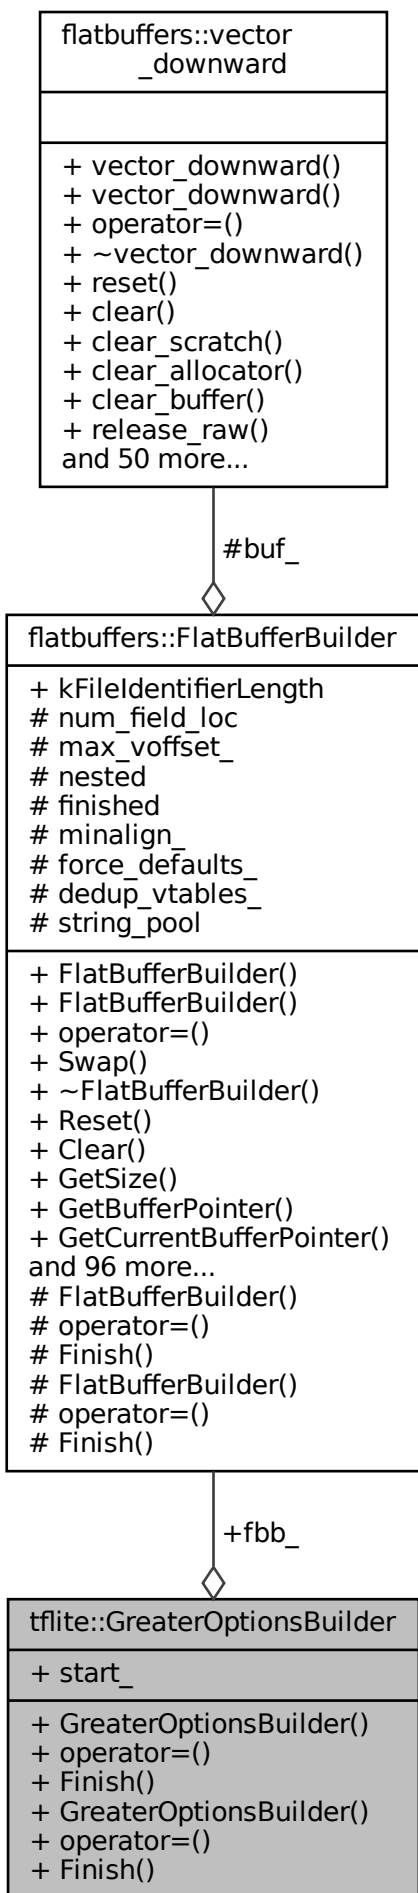 flatbuffers::vector
_downward
+ vector_downward()
+ vector_downward()
+ operator=()
+ ~vector_downward()
+ reset()
+ clear()
+ clear_scratch()
+ clear_allocator()
+ clear_buffer()
+ release_raw()
and 50 more...
#buf_
flatbuffers::FlatBufferBuilder
+ kFileIdentifierLength
# num_field_loc
# max_voffset_
# nested
# finished
# minalign_
# force_defaults_
# dedup_vtables_
# string_pool
+ FlatBufferBuilder()
+ FlatBufferBuilder()
+ operator=()
+ Swap()
+ ~FlatBufferBuilder()
+ Reset()
+ Clear()
+ GetSize()
+ GetBufferPointer()
+ GetCurrentBufferPointer()
and 96 more...
# FlatBufferBuilder()
# operator=()
# Finish()
# FlatBufferBuilder()
# operator=()
# Finish()
+fbb_
tflite::GreaterOptionsBuilder
+ start_
+ GreaterOptionsBuilder()
+ operator=()
+ Finish()
+ GreaterOptionsBuilder()
+ operator=()
+ Finish()